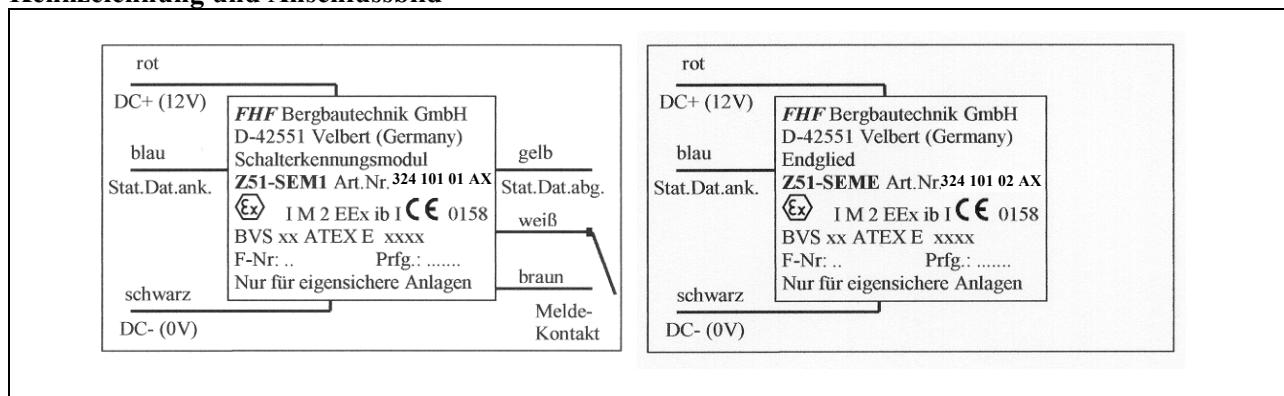 Kennzeichnung und Anschlussbild
rot
DC+ (12V)
blau
Stat.Dat.ank.
schwarz
DC- (0V)
FHF Bergbautechnik GmbH
D-42551 Velbert (Germany)
Schalterkennungsmodul
Z51-SEM1 Art.Nr. 324 101 01 AX
Ex I M 2 EEx ib I CE 0158
BVS xx ATEX E xxxx
F-Nr: .. Prfg.: .......
Nur für eigensichere Anlagen
gelb
Stat.Dat.abg.
weiß
braun
Melde-
Kontakt
rot
DC+ (12V)
blau
Stat.Dat.ank.
schwarz
DC- (0V)
FHF Bergbautechnik GmbH
D-42551 Velbert (Germany)
Endglied
Z51-SEME Art.Nr.324 101 02 AX
Ex I M 2 EEx ib I CE 0158
BVS xx ATEX E xxxx
F-Nr: .. Prfg.: .......
Nur für eigensichere Anlagen